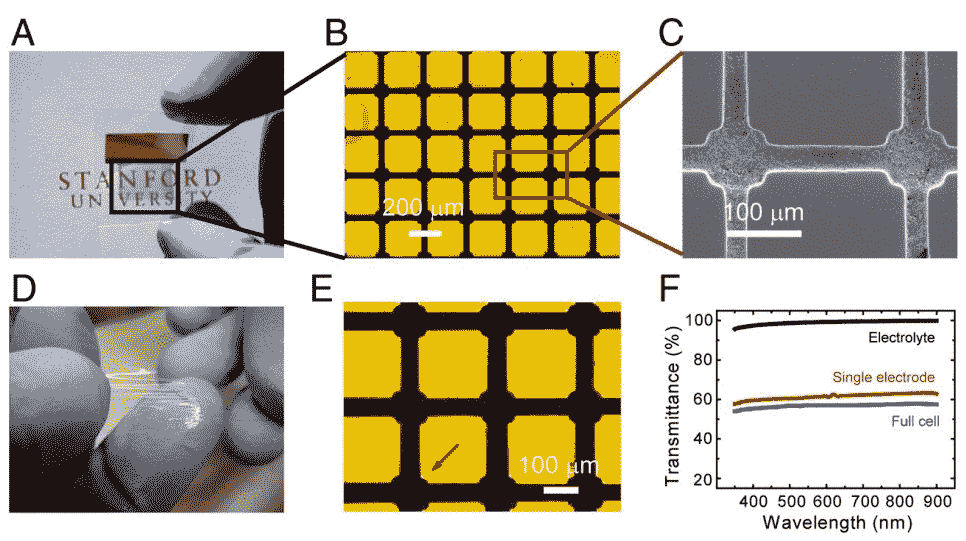 A
B
C
STANFORD
UNIVERSITY
200 μm
100 μm
D
E
F
100 μm
Transmittance (%)
100
80
60
40
20
Electrolyte
Single electrode
Full cell
400 500 600 700 800 900
Wavelength (nm)